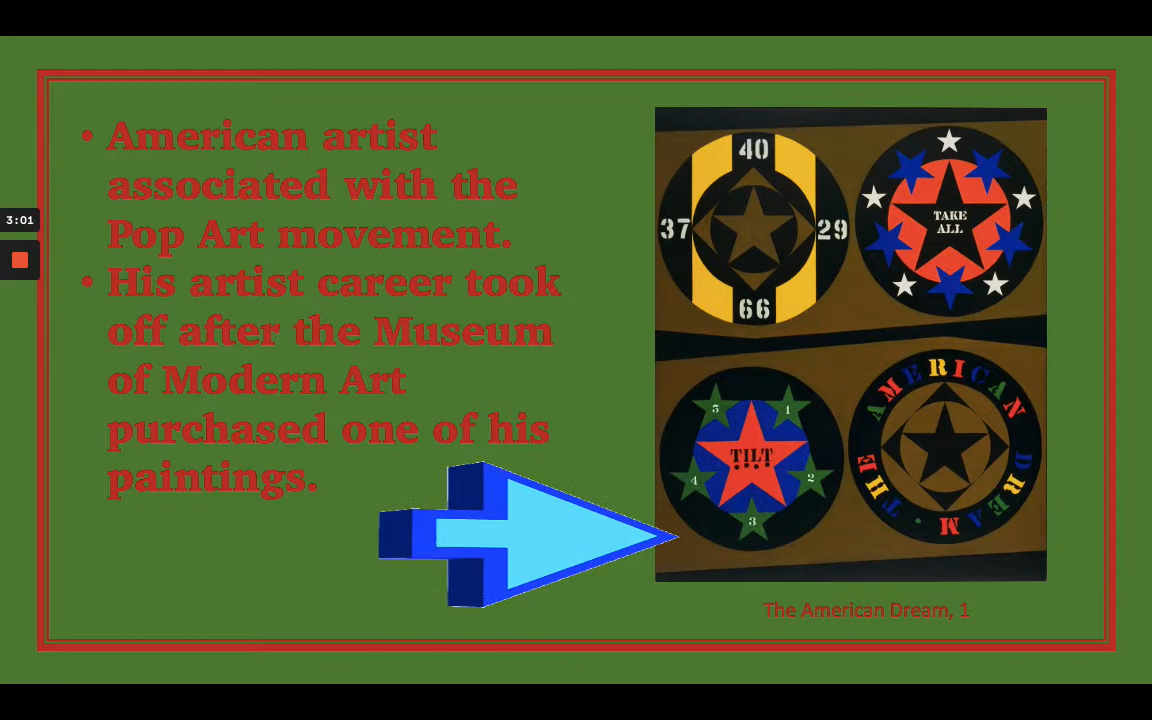 • American artist
associated with the
Pop Art movement.
• His artist career took
off after the Museum
of Modern Art
purchased one of his
paintings.
3:01
40
37
29
66
TAKE
ALL
5
1
TILT
4
2
3
THE AMERICAN DREAM
The American Dream, 1